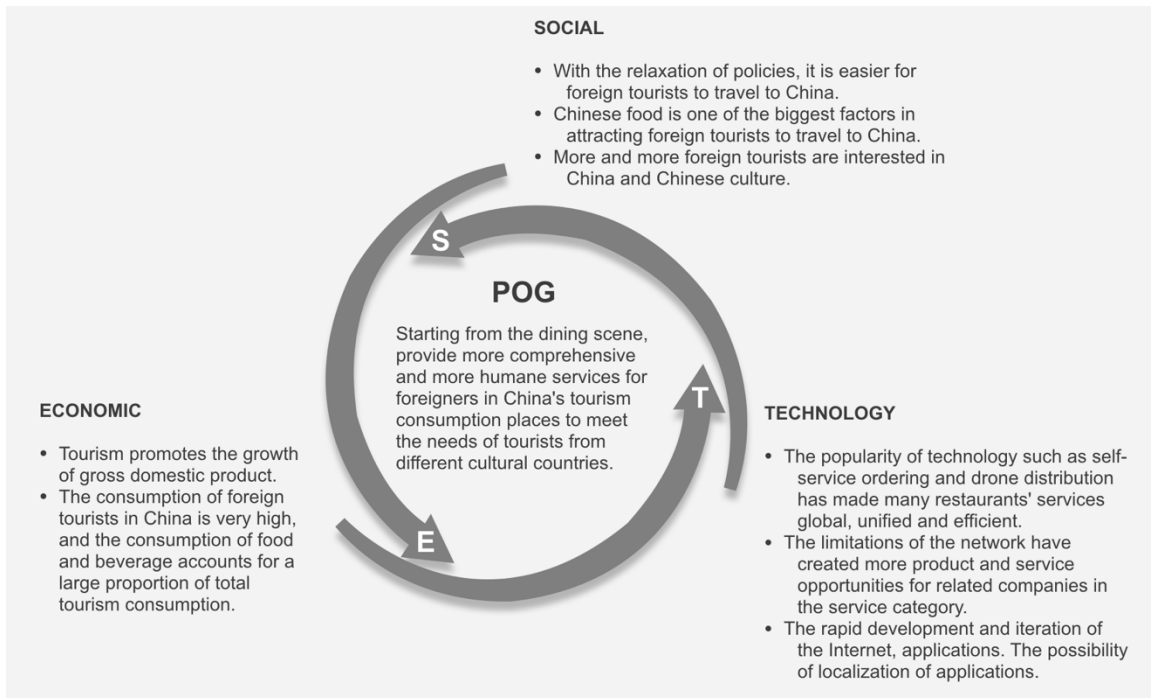 SOCIAL
• With the relaxation of policies, it is easier for
foreign tourists to travel to China.
• Chinese food is one of the biggest factors in
attracting foreign tourists to travel to China.
• More and more foreign tourists are interested in
China and Chinese culture.
S
POG
Starting from the dining scene,
provide more comprehensive
and more humane services for
foreigners in China's tourism
consumption places to meet
the needs of tourists from
different cultural countries.
T
E
ECONOMIC
• Tourism promotes the growth
of gross domestic product.
• The consumption of foreign
tourists in China is very high,
and the consumption of food
and beverage accounts for a
large proportion of total
tourism consumption.
TECHNOLOGY
• The popularity of technology such as self-
service ordering and drone distribution
has made many restaurants' services
global, unified and efficient.
• The limitations of the network have
created more product and service
opportunities for related companies in
the service category.
• The rapid development and iteration of
the Internet, applications. The possibility
of localization of applications.